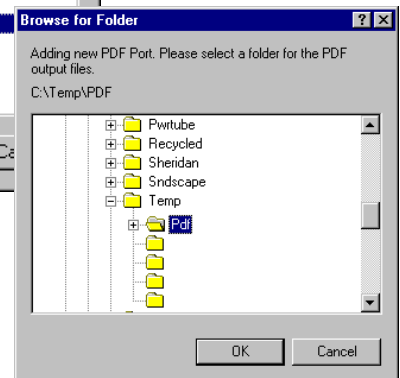 Browse for Folder
Adding new PDF Port. Please select a folder for the PDF
output files.
C:\Temp\PDF
Pwrtube
Recycled
Sheridan
Sndscape
Temp
Pdf
Ca
OK
Cancel